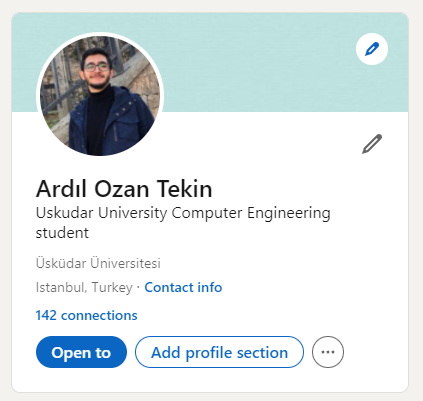 Ardıl Ozan Tekin
Uskudar University Computer Engineering
student
Üsküdar Üniversitesi
Istanbul, Turkey · Contact info
142 connections
Open to
Add profile section